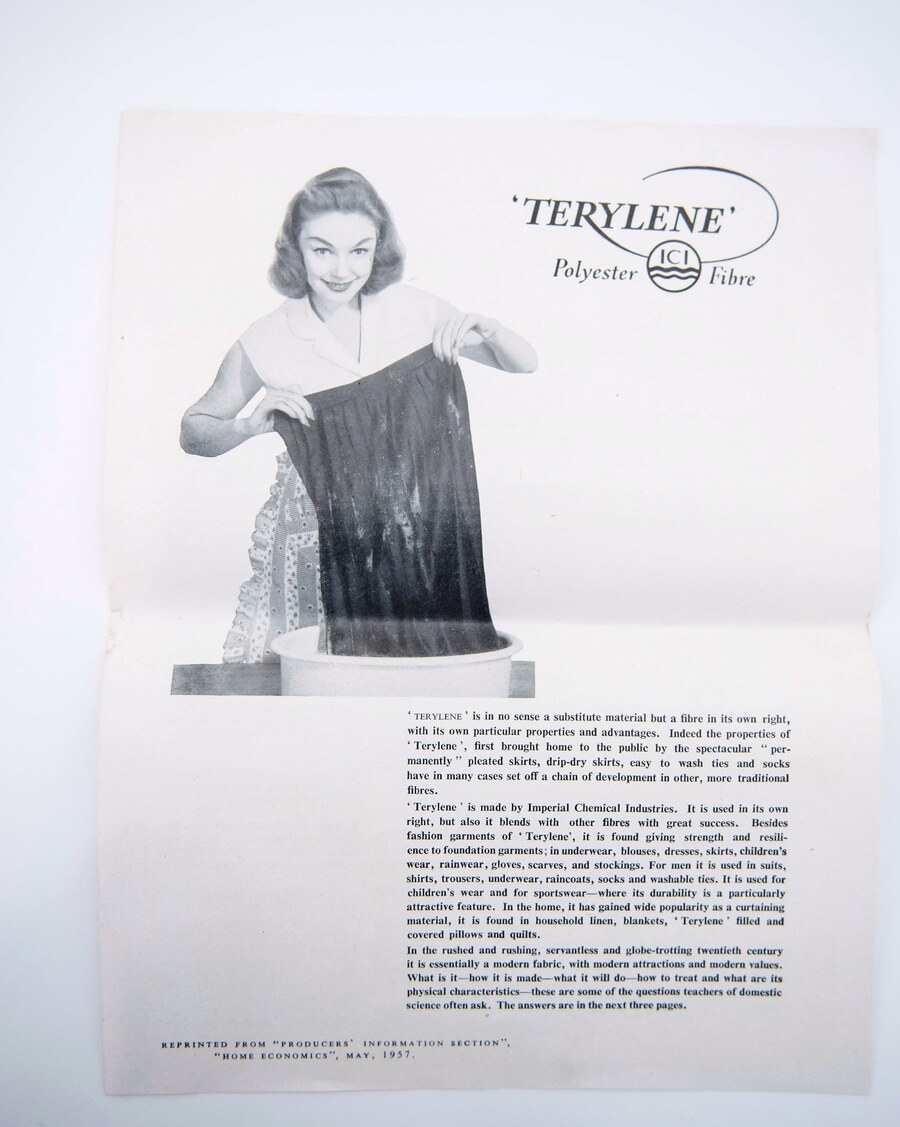 ‘TERYLENE’
ICI
Polyester Fibre
‘ TERYLENE ’ is in no sense a substitute material but a fibre in its own right,
with its own particular properties and advantages. Indeed the properties of
‘ Terylene ’, first brought home to the public by the spectacular “ per-
manently ” pleated skirts, drip-dry skirts, easy to wash ties and socks
have in many cases set off a chain of development in other, more traditional
fibres.
‘ Terylene ’ is made by Imperial Chemical Industries. It is used in its own
right, but also it blends with other fibres with great success. Besides
fashion garments of ‘ Terylene’, it is found giving strength and resili-
ence to foundation garments; in underwear, blouses, dresses, skirts, children’s
wear, rainwear, gloves, scarves, and stockings. For men it is used in suits,
shirts, trousers, underwear, raincoats, socks and washable ties. It is used for
children’s wear and for sportswear—where its durability is a particularly
attractive feature. In the home, it has gained wide popularity as a curtaining
material, it is found in household linen, blankets, ‘ Terylene ’ filled and
covered pillows and quilts.
In the rushed and rushing, servantless and globe-trotting twentieth century
it is essentially a modern fabric, with modern attractions and modern values.
What is it—how it is made—what it will do—how to treat and what are its
physical characteristics—these are some of the questions teachers of domestic
science often ask. The answers are in the next three pages.
REPRINTED FROM “PRODUCERS’ INFORMATION SECTION”,
“HOME ECONOMICS”, MAY, 1957.